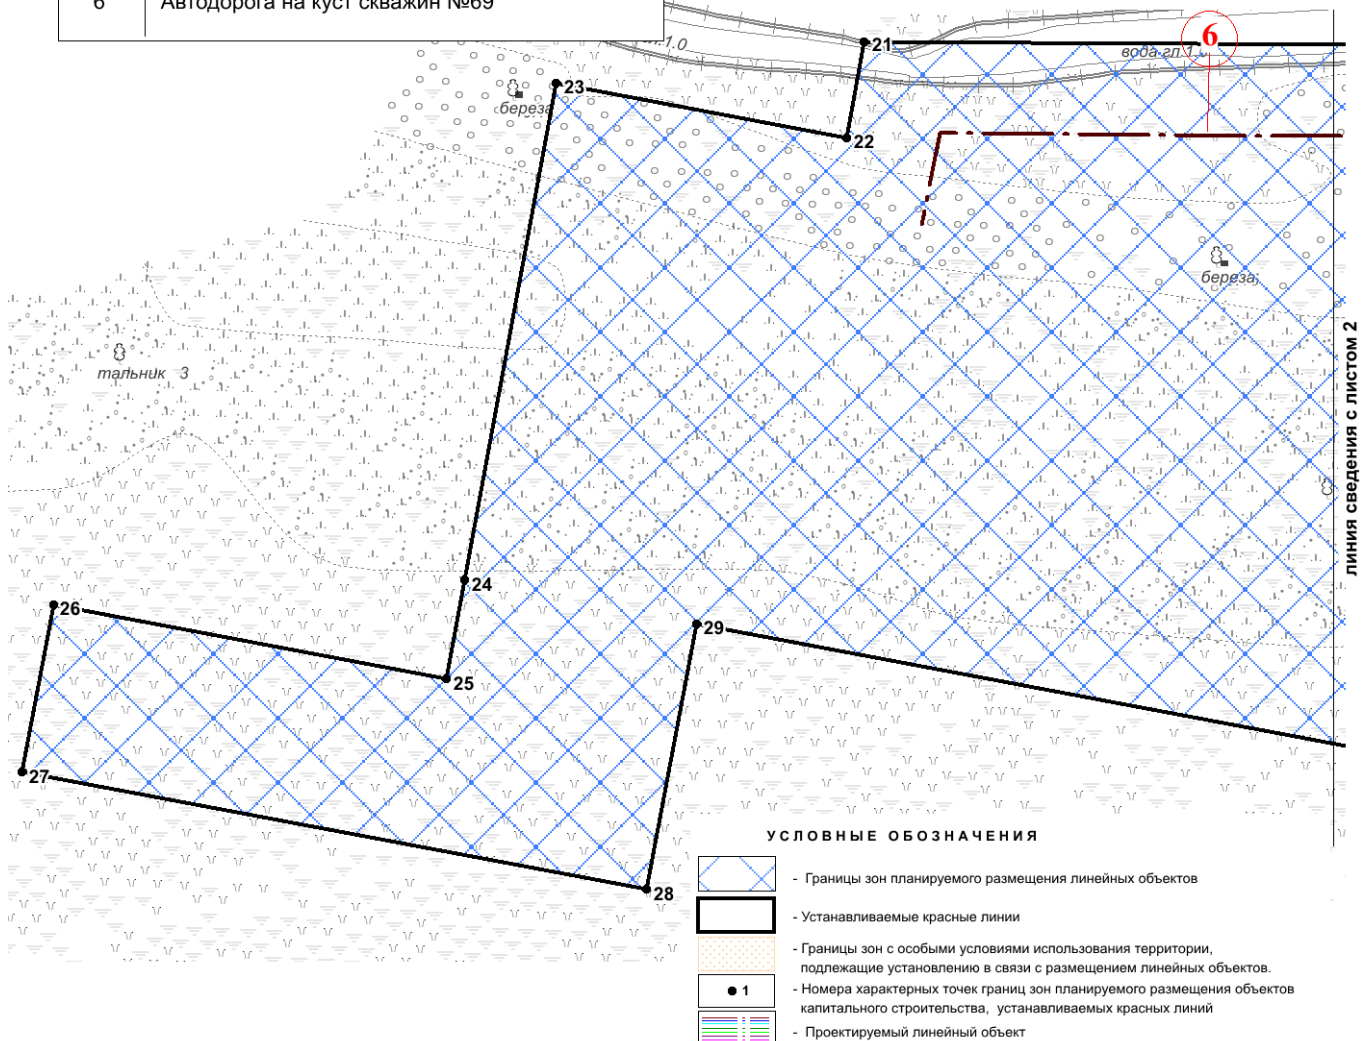 6 Автодорога на куст скважин №69
1.0
21
6
вода гл.1
23
береза
22
береза
тальник 3
линия сведения с листом 2
24
26
29
25
27
28
УСЛОВНЫЕ ОБОЗНАЧЕНИЯ
- Границы зон планируемого размещения линейных объектов
- Устанавливаемые красные линии
- Границы зон с особыми условиями использования территории,
подлежащие установлению в связи с размещением линейных объектов.
1 - Номера характерных точек границ зон планируемого размещения объектов
капитального строительства, устанавливаемых красных линий
- Проектируемый линейный объект